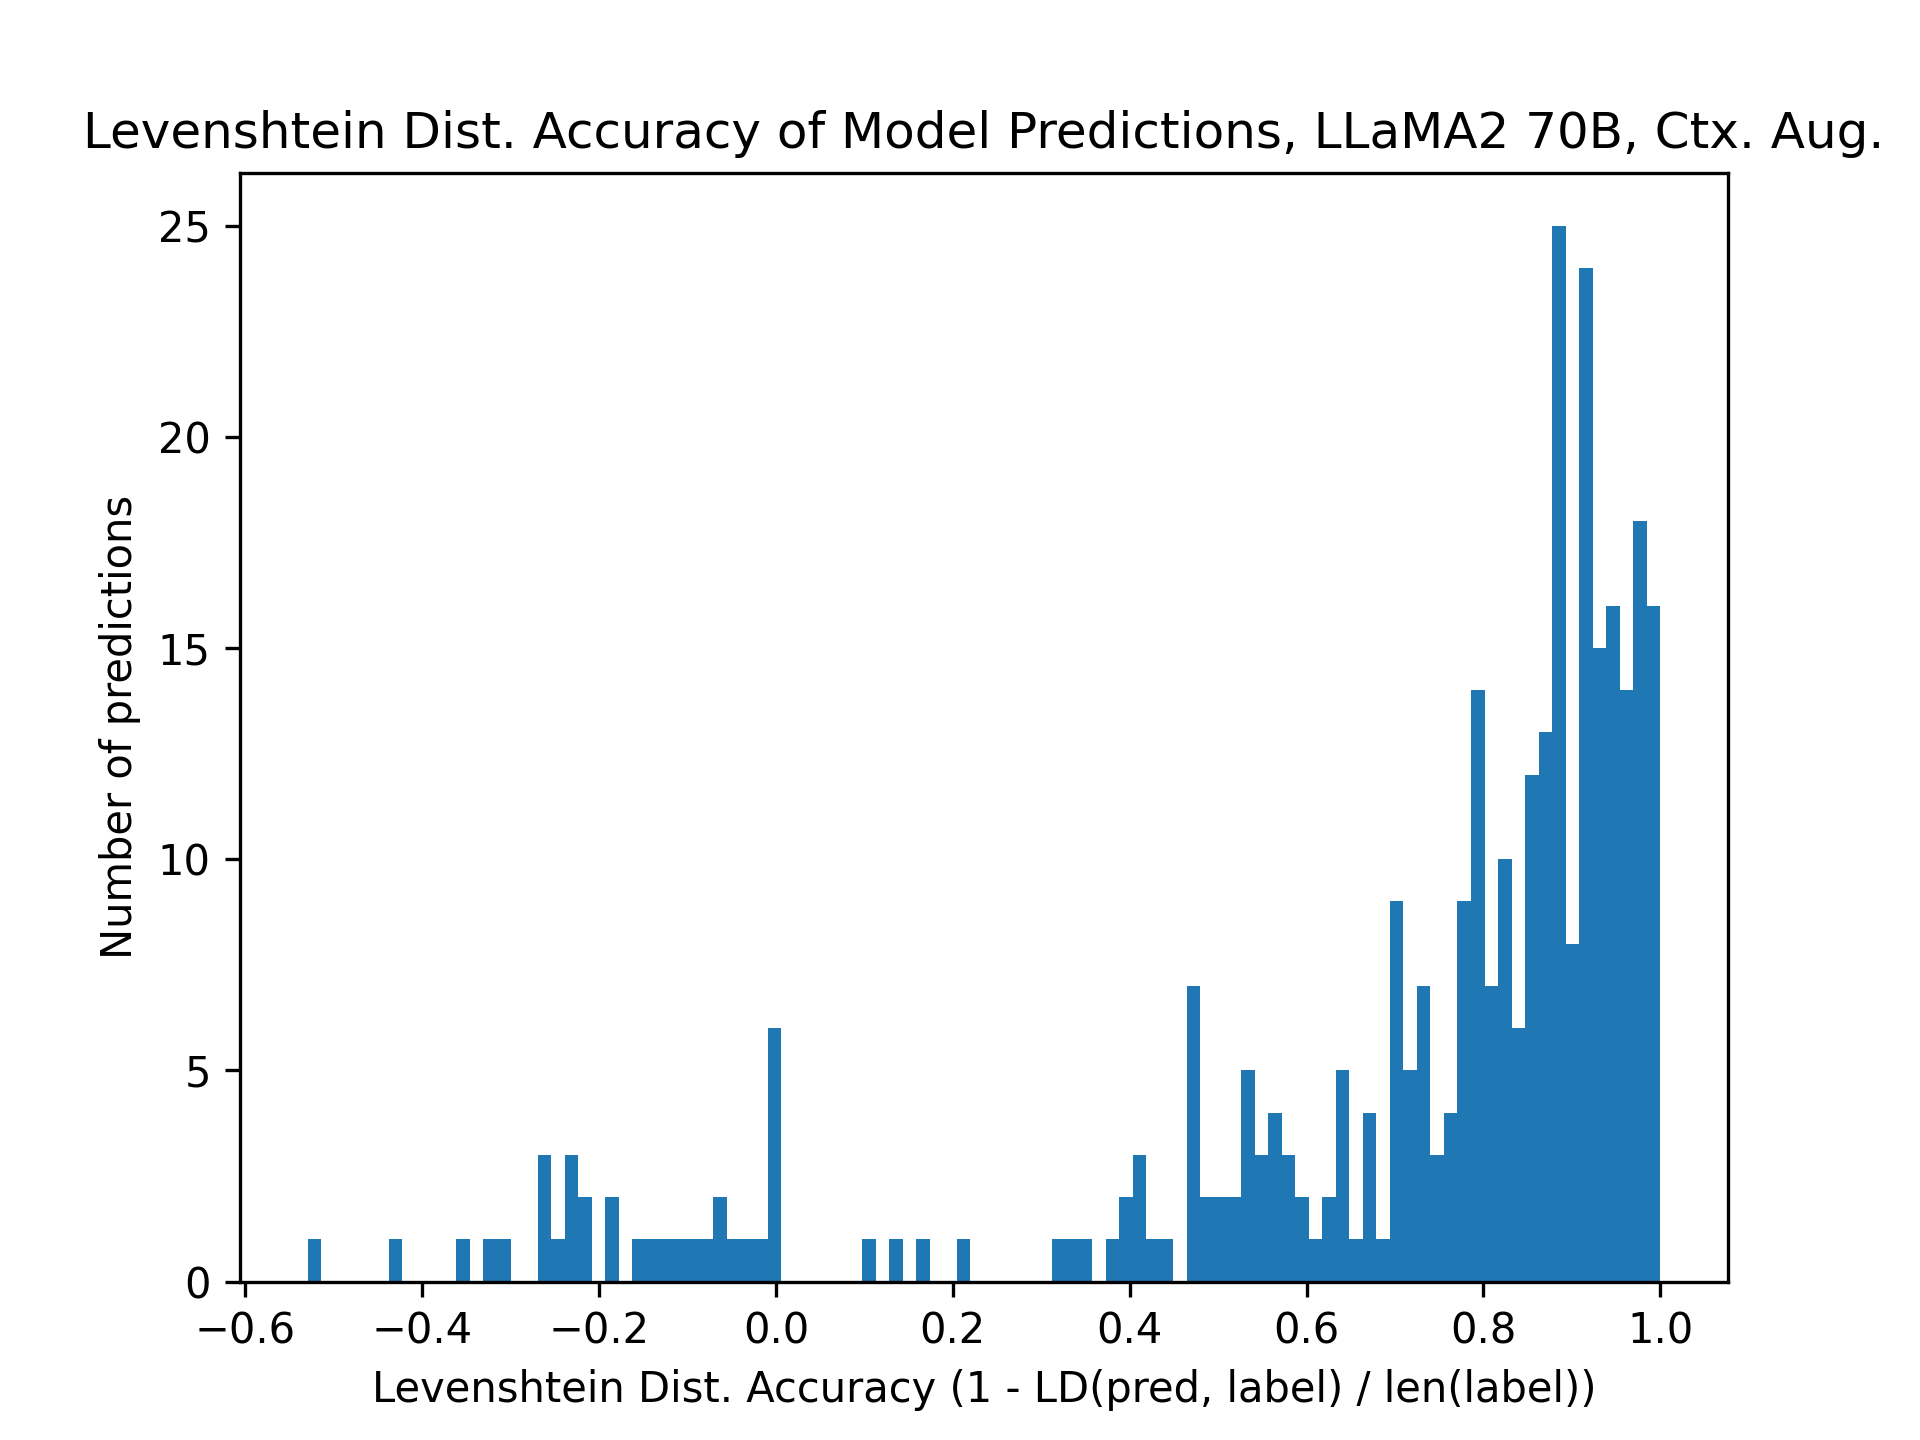 Levenshtein Dist. Accuracy of Model Predictions, LLaMA2 70B, Ctx. Aug.
25
20
15
10
5
0
Number of predictions
−0.6 −0.4 −0.2 0.0 0.2 0.4 0.6 0.8 1.0
Levenshtein Dist. Accuracy (1 - LD(pred, label) / len(label))